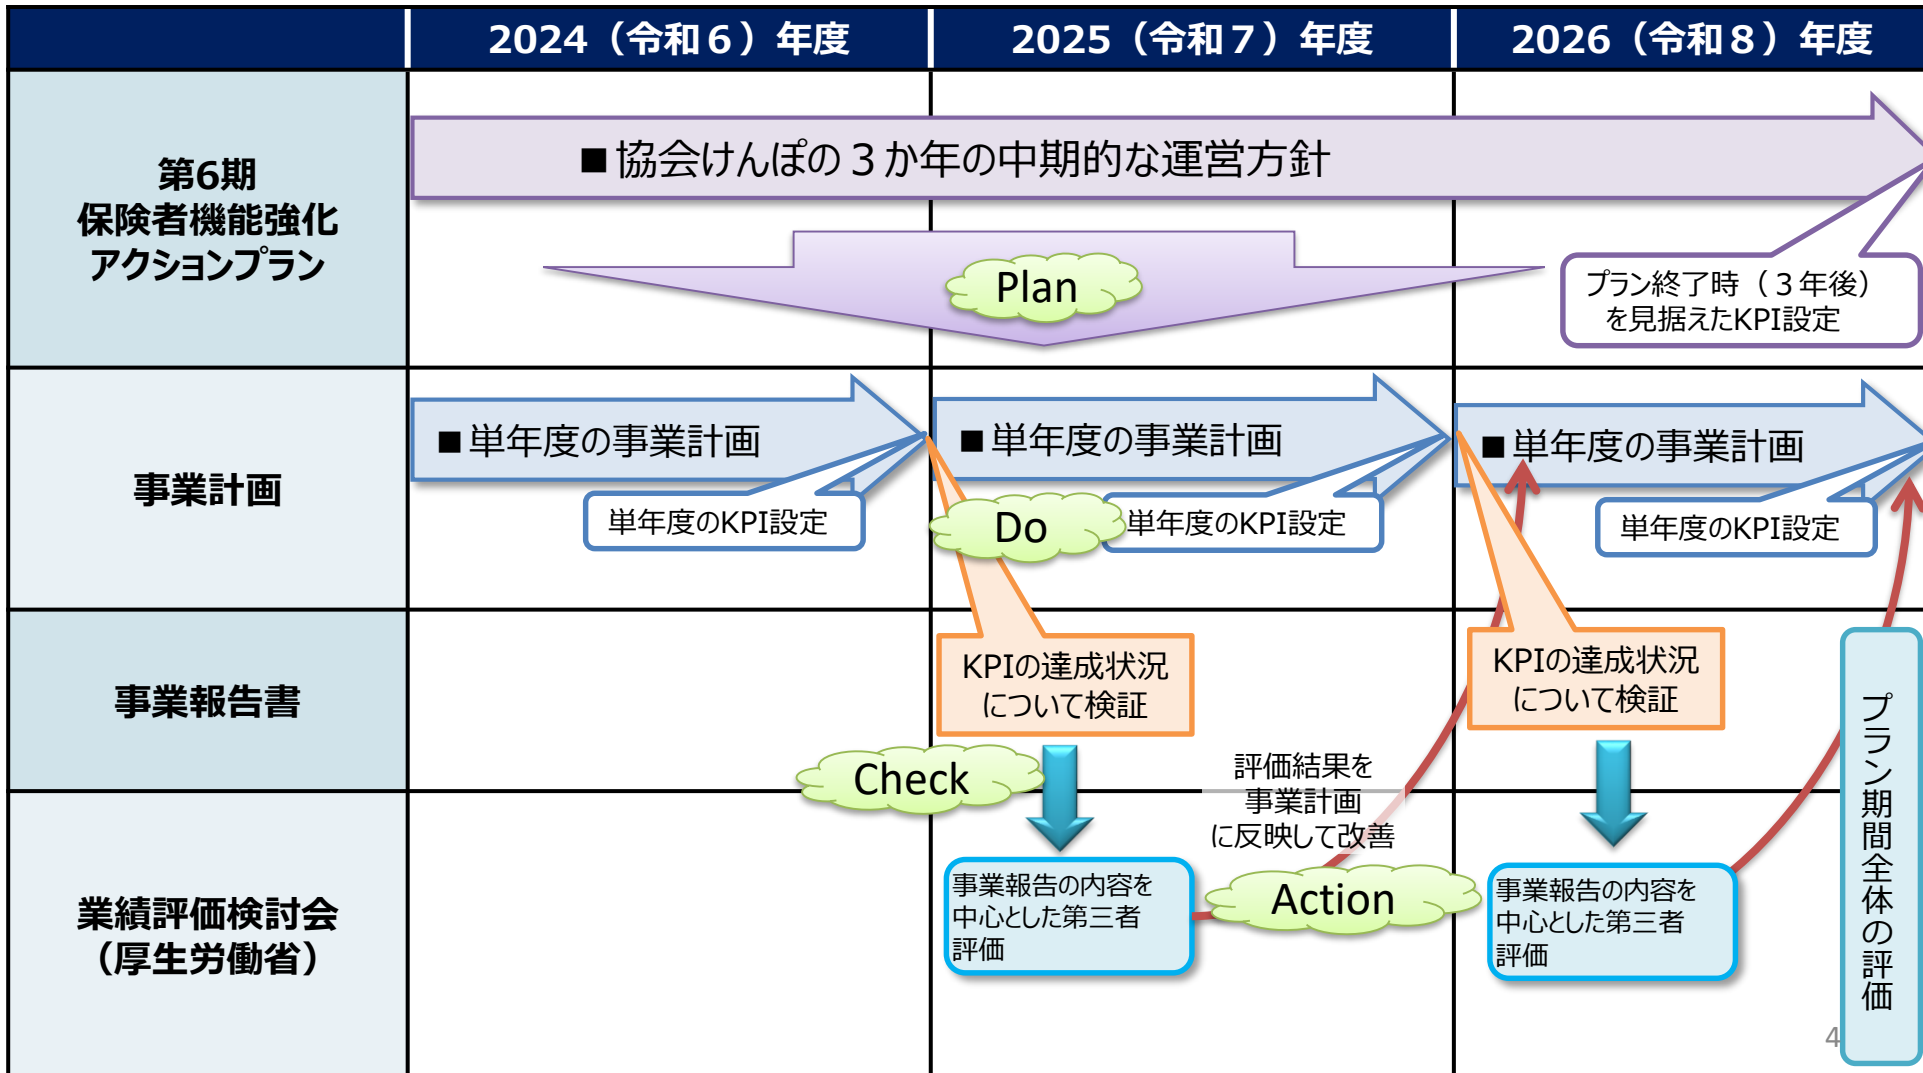 2024（令和６）年度
2025（令和７）年度
2026（令和８）年度
第6期
保険者機能強化
アクションプラン
■協会けんぽの３か年の中期的な運営方針
Plan
プラン終了時（３年後）
を見据えたKPI設定
事業計画
■単年度の事業計画
単年度のKPI設定
■単年度の事業計画
Do
単年度のKPI設定
■単年度の事業計画
単年度のKPI設定
事業報告書
KPIの達成状況
について検証
KPIの達成状況
について検証
Check
評価結果を
事業計画
に反映して改善
業績評価検討会
（厚生労働省）
事業報告の内容を
中心とした第三者
評価
Action
事業報告の内容を
中心とした第三者
評価
プラン期間全体の評価
4